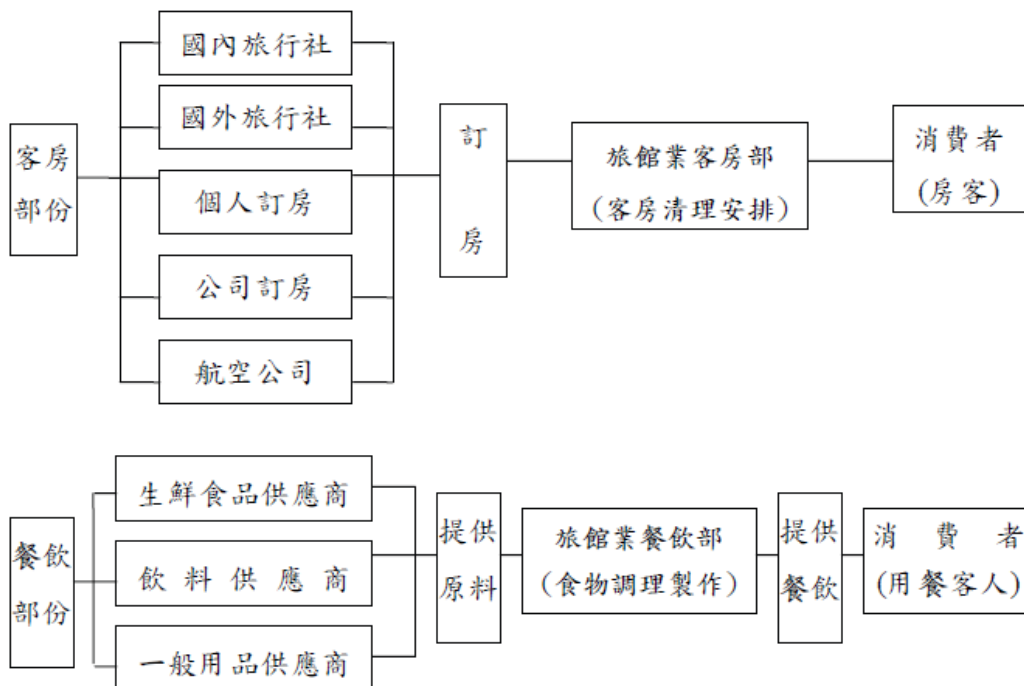 客房
部份
國內旅行社
國外旅行社
個人訂房
公司訂房
航空公司
訂
房
旅館業客房部
(客房清理安排)
消費者
(房客)
餐飲
部份
生鮮食品供應商
飲料供應商
一般用品供應商
提供
原料
旅館業餐飲部
(食物調理製作)
提供
餐飲
消費者
(用餐客人)